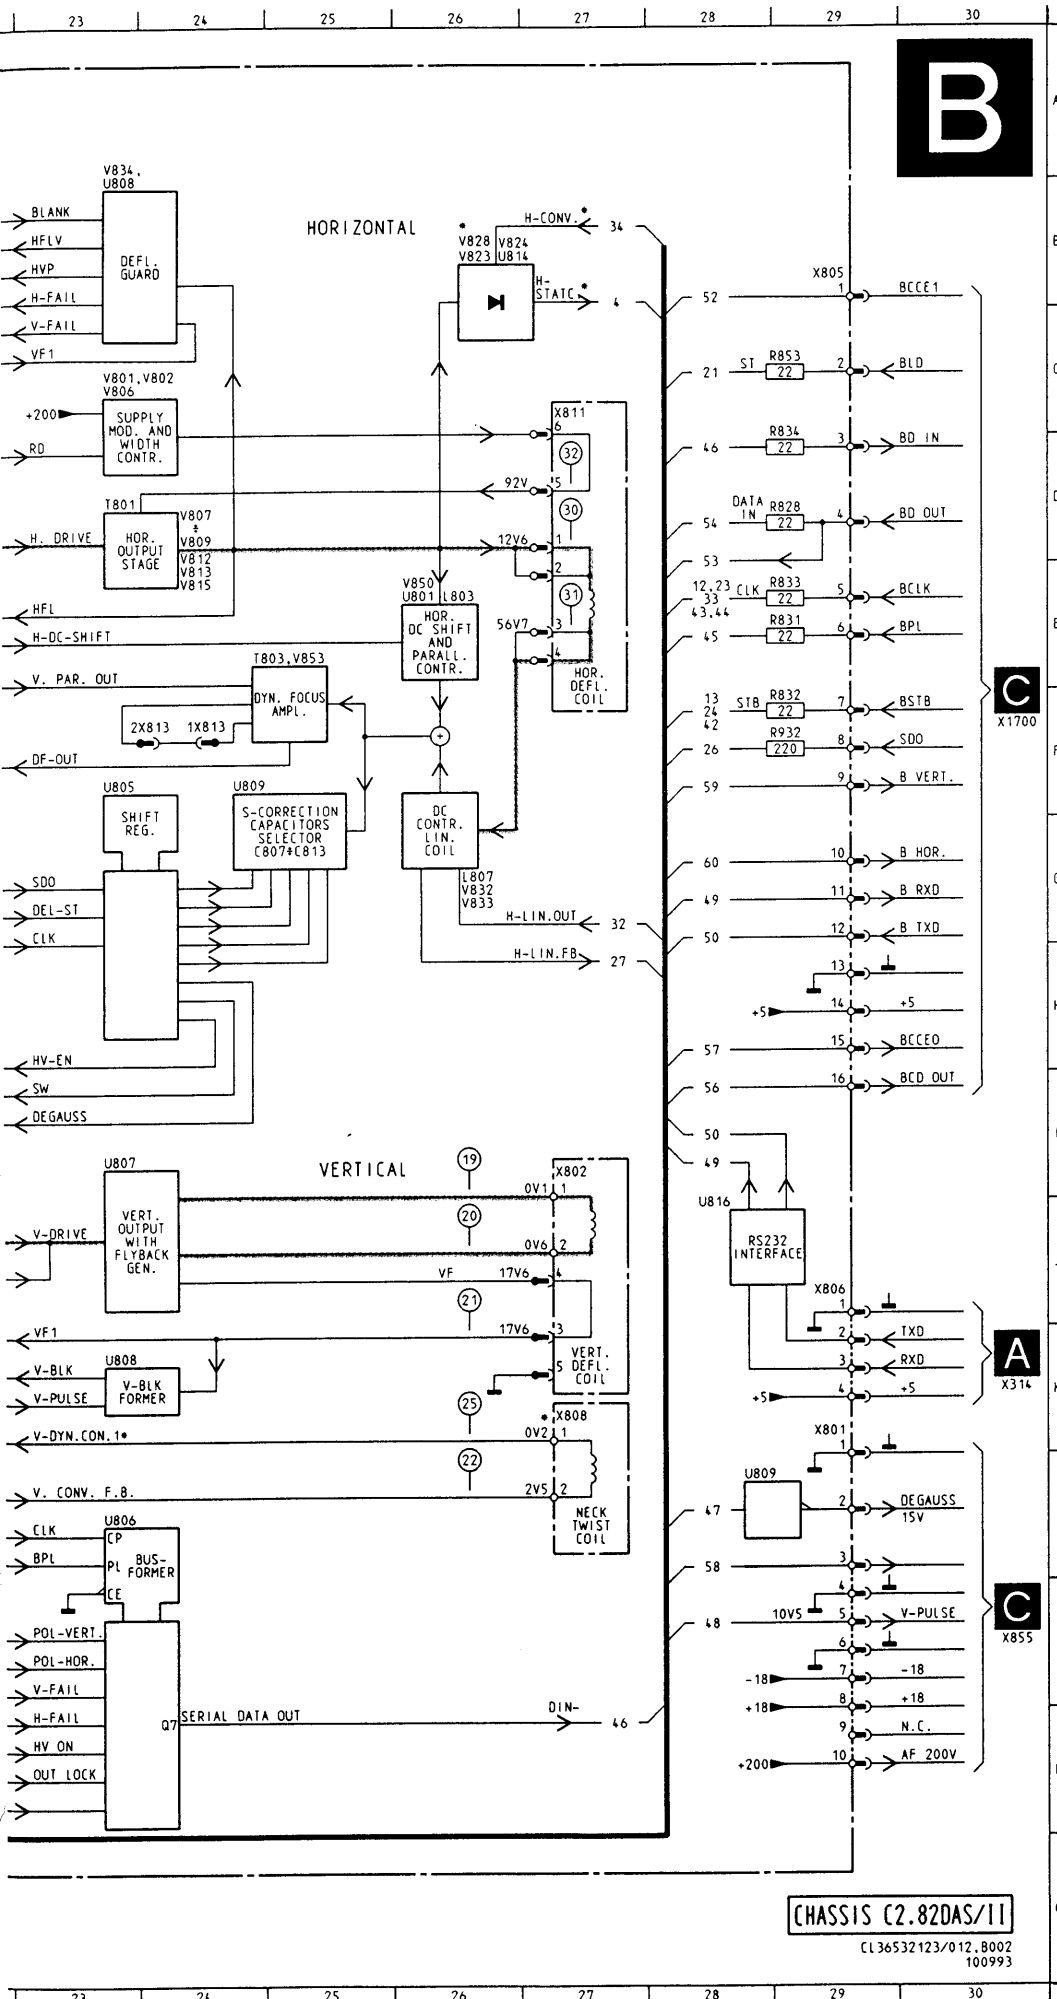 23 24 25 26 27 28 29 30
B
V834,
U808
BLANK
HFLV
HVP
H-FAIL
V-FAIL
VF1
DEFL.
GUARD
HORIZONTAL
*
V828 V824
V823 U814
H-CONV.* 34
H-
STATC.* 4
V801,V802
V806
+200
RD
SUPPLY
MOD. AND
WIDTH
CONTR.
X811
6
32
92V 5
30
12V6 1
2
31
56V7 3
4
HOR.
DEFL.
COIL
T801
H. DRIVE
HOR.
OUTPUT
STAGE
V807
÷
V809
V812
V813
V815
HFL
H-DC-SHIFT
V850
U801 L803
HOR.
DC SHIFT
AND
PARALL.
CONTR.
T803,V853
V. PAR. OUT
DYN. FOCUS
AMPL.
2X813 1X813
DF-OUT
+
U805
SHIFT
REG.
U809
S-CORRECTION
CAPACITORS
SELECTOR
C807÷C813
DC
CONTR.
LIN.
COIL
L807
V832
V833
SDO
DEL-ST
CLK
H-LIN.OUT 32
H-LIN.FB 27
HV-EN
SW
DEGAUSS
X805
52 1 BCCE1
21 ST R853 22 2 BLD
46 R834 22 3 BD IN
54 DATA
IN R828 22 4 BD OUT
53
12,23
33
43,44 CLK R833 22 5 BCLK
45 R831 22 6 BPL
13
24
42 STB R832 22 7 BSTB
26 R932 220 8 SDO
59 9 B VERT.
60 10 B HOR.
49 11 B RXD
50 12 B TXD
13
+5 14 +5
57 15 BCCEO
56 16 BCD OUT
C
X1700
50
49
U816
RS232
INTERFACE
X806
1
2 TXD
3 RXD
+5 4 +5
A
X314
U807
VERTICAL
V-DRIVE
VERT.
OUTPUT
WITH
FLYBACK
GEN.
19
X802
0V1 1
20
0V6 2
VF 17V6 4
21
VF1 17V6 3
5
VERT.
DEFL.
COIL
U808
V-BLK
V-PULSE
V-BLK
FORMER
25
* X808
V-DYN.CON.1* 0V2 1
22
V. CONV. F.B. 2V5 2
NECK
TWIST
COIL
U806
CLK CP
BPL PL
CE
BUS-
FORMER
POL-VERT.
POL-HOR.
V-FAIL
H-FAIL
HV ON
OUT LOCK
Q7 SERIAL DATA OUT DIN- 46
X801
1
47 U809 2 DEGAUSS
15V
58 3
4
48 10V5 5 V-PULSE
6
-18 7 -18
+18 8 +18
9 N.C.
+200 10 AF 200V
C
X855
CHASSIS C2.82DAS/II
CL36532123/012.B002
100993
23 24 25 26 27 28 29 30